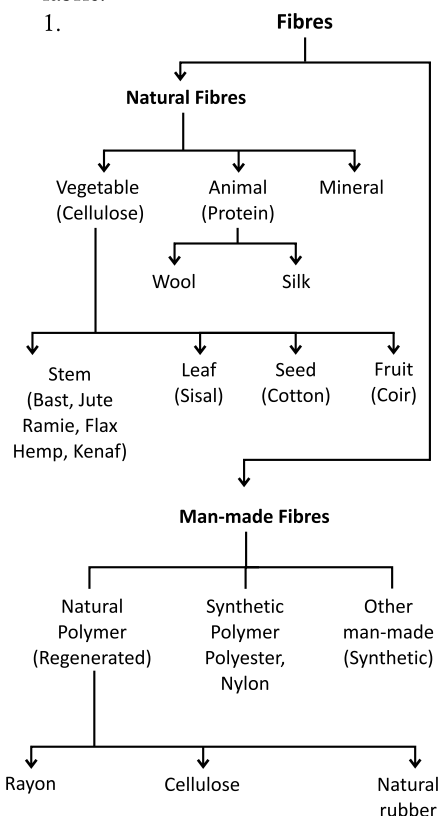 1.
Fibres
Natural Fibres
Vegetable
(Cellulose)
Animal
(Protein)
Mineral
Wool
Silk
Stem
(Bast, Jute
Ramie, Flax
Hemp, Kenaf)
Leaf
(Sisal)
Seed
(Cotton)
Fruit
(Coir)
Man-made Fibres
Natural
Polymer
(Regenerated)
Synthetic
Polymer
Polyester,
Nylon
Other
man-made
(Synthetic)
Rayon
Cellulose
Natural
rubber